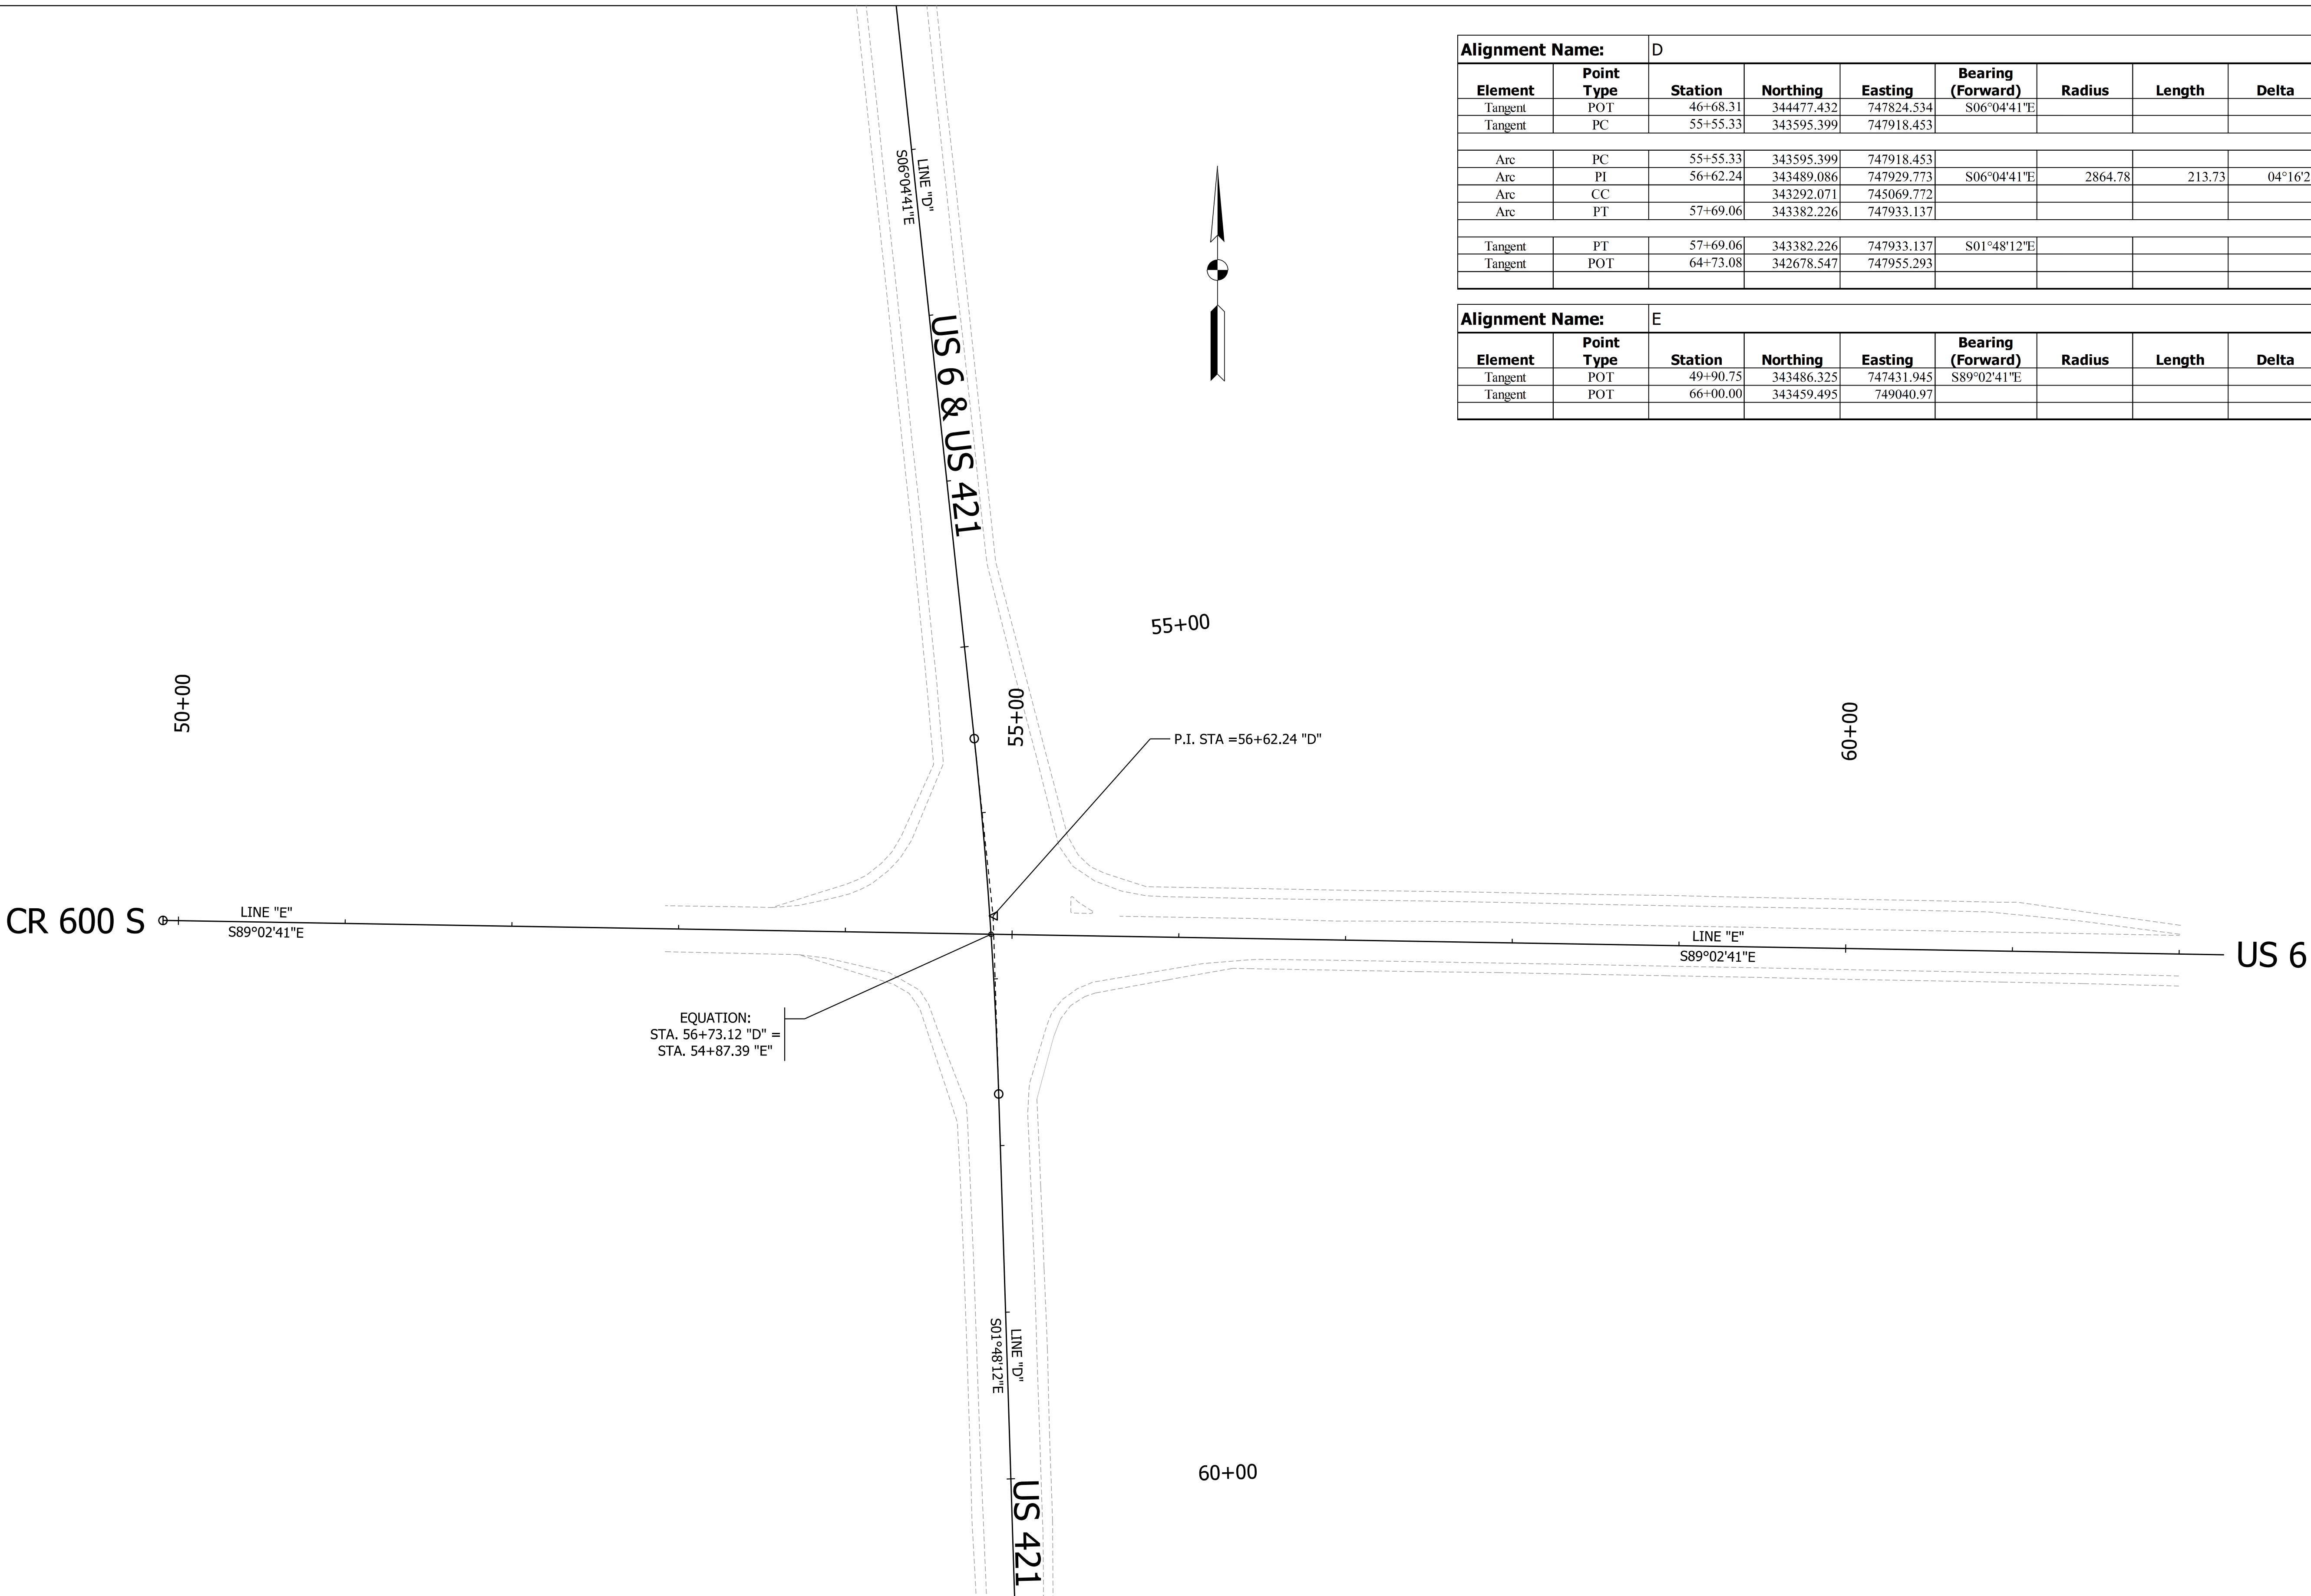 Alignment Name: D
Element Point Type Station Northing Easting Bearing (Forward) Radius Length Delta
Tangent POT 46+68.31 344477.432 747824.534 S06°04'41"E
Tangent PC 55+55.33 343595.399 747918.453
Arc PC 55+55.33 343595.399 747918.453
Arc PI 56+62.24 343489.086 747929.773 S06°04'41"E 2864.78 213.73 04°16'2
Arc CC 343292.071 745069.772
Arc PT 57+69.06 343382.226 747933.137
Tangent PT 57+69.06 343382.226 747933.137 S01°48'12"E
Tangent POT 64+73.08 342678.547 747955.293
Alignment Name: E
Element Point Type Station Northing Easting Bearing (Forward) Radius Length Delta
Tangent POT 49+90.75 343486.325 747431.945 S89°02'41"E
Tangent POT 66+00.00 343459.495 749040.97
LINE "D"
S06°04'41"E
US 6 & US 421
55+00
50+00
55+00
60+00
P.I. STA =56+62.24 "D"
CR 600 S
LINE "E"
S89°02'41"E
LINE "E"
S89°02'41"E
US 6
EQUATION:
STA. 56+73.12 "D" =
STA. 54+87.39 "E"
LINE "D"
S01°48'12"E
60+00
US 421